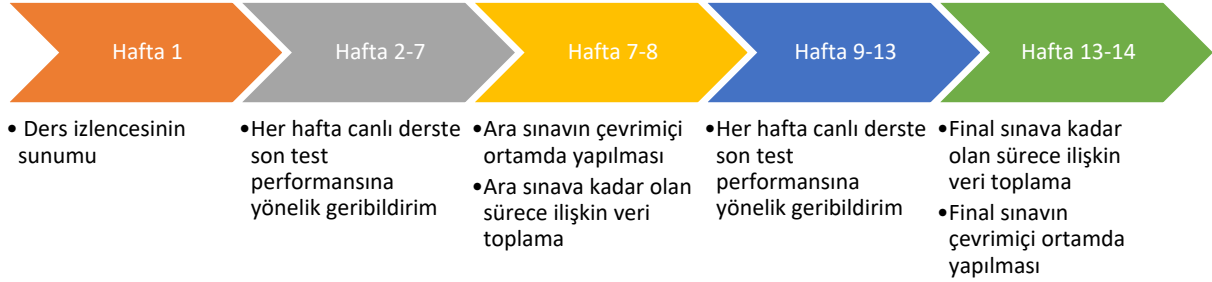 Hafta 1
Hafta 2-7
Hafta 7-8
Hafta 9-13
Hafta 13-14
• Ders izlencesinin
sunumu
•Her hafta canlı derste
son test
performansına
yönelik geribildirim
•Ara sınavın çevrimiçi
ortamda yapılması
•Ara sınava kadar olan
sürece ilişkin veri
toplama
•Her hafta canlı derste
son test
performansına
yönelik geribildirim
•Final sınava kadar
olan sürece ilişkin
veri toplama
•Final sınavın
çevrimiçi ortamda
yapılması